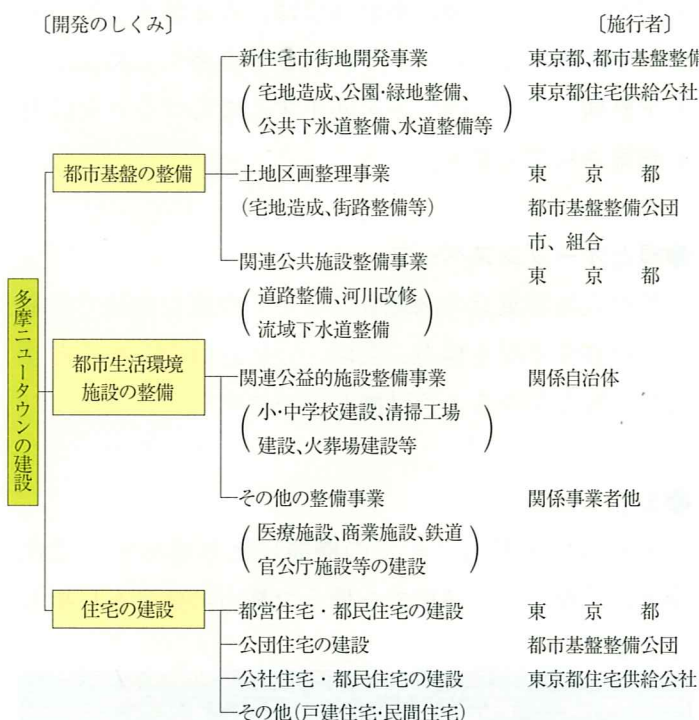 〔開発のしくみ〕 〔施行者〕
新住宅市街地開発事業 東京都、都市基盤整備
(宅地造成、公園・緑地整備、 東京都住宅供給公社
公共下氷道整備、水道整備等)
都市基盤の整備
土地区画整理事業 東京都
(宅地造成、街路整備等) 都市基盤整備公団
市、組合
関連公共施設整備事業 東京都
(道路整備、河川改修
流域下水道整備)
多摩ニュータウンの建設
都市生活環境
施設の整備
関連公益的施設整備事業 関係自治体
(小・中学校建設、清掃工場
建設、火葬場建設等)
その他の整備事業 関係事業者他
(医療施設、商業施設、鉄道
官公庁施設等の建設)
住宅の建設
都営住宅・都民住宅の建設 東京都
公団住宅の建設 都市基盤整備公団
公社住宅・都民住宅の建設 東京都住宅供給公社
その他(戸建住宅・民間住宅)